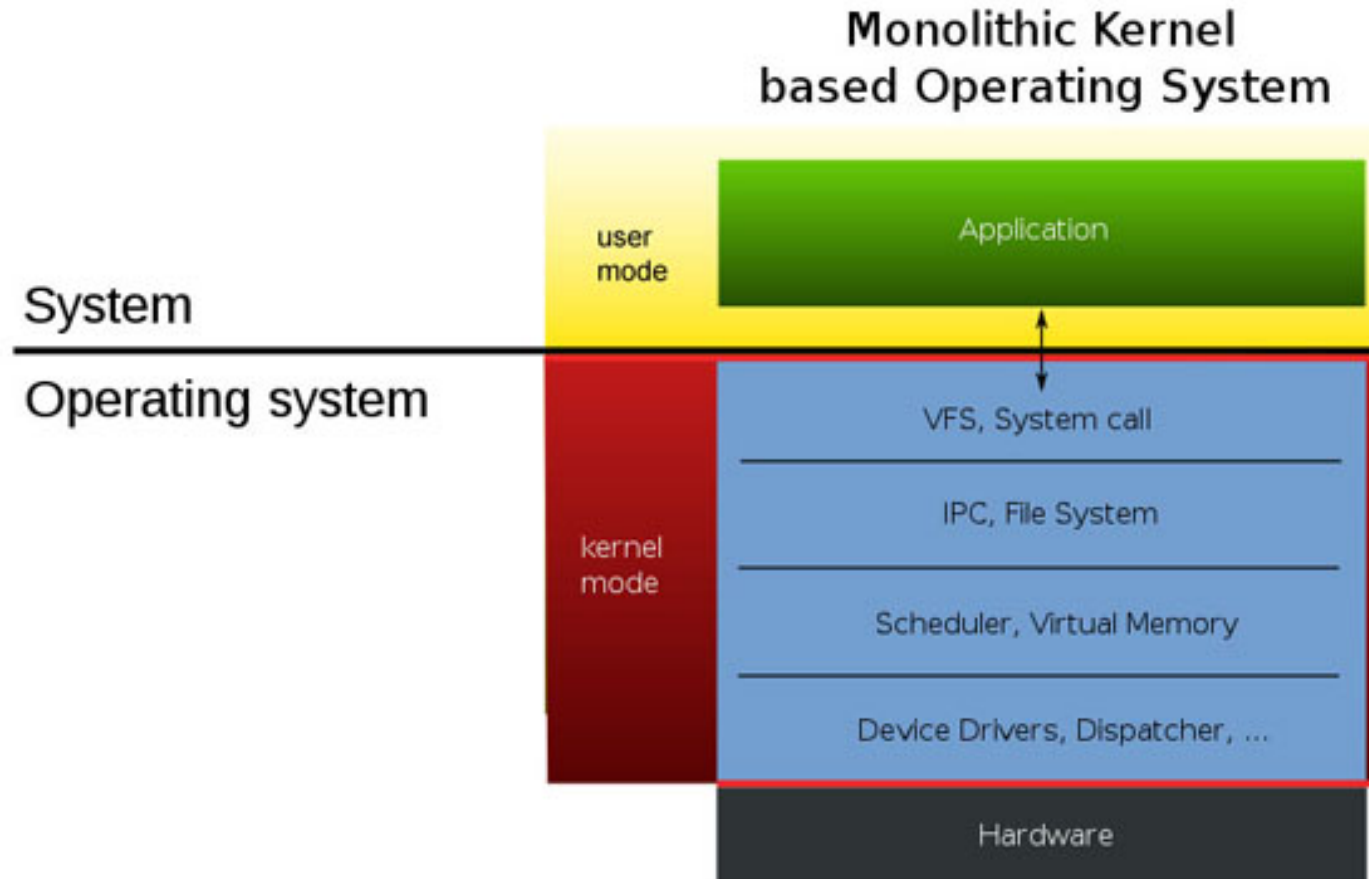 Monolithic Kernel
based Operating System
user
mode
Application
System
Operating system
VFS, System call
IPC, File System
kernel
mode
Scheduler, Virtual Memory
Device Drivers, Dispatcher, ...
Hardware